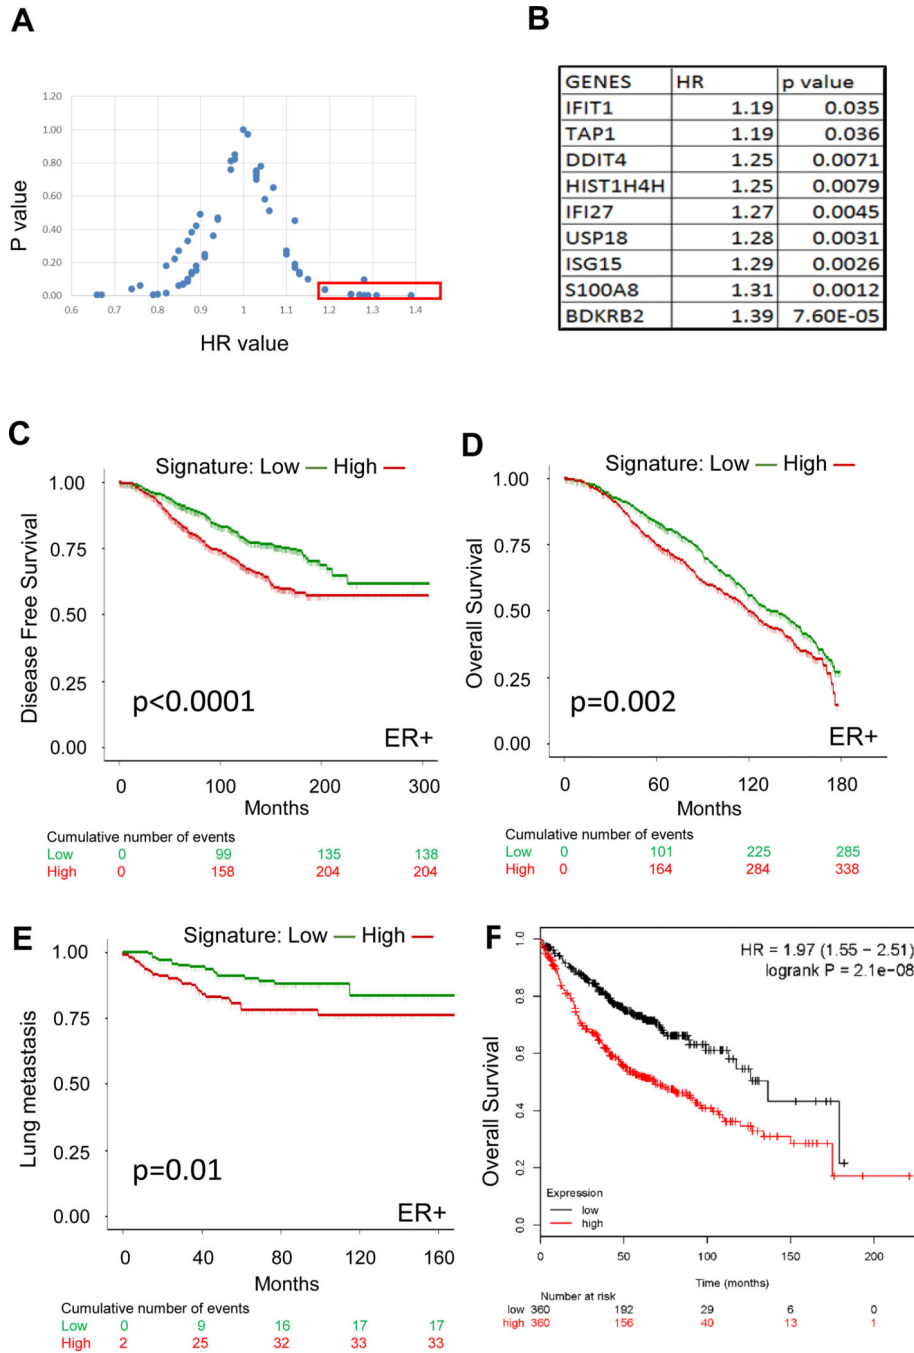 A
1.20
1.00
0.80
0.60
0.40
0.20
0.00
P value
0.6 0.7 0.8 0.9 1 1.1 1.2 1.3 1.4
HR value
B
GENES HR p value
IFIT1 1.19 0.035
TAP1 1.19 0.036
DDIT4 1.25 0.0071
HIST1H4H 1.25 0.0079
IFI27 1.27 0.0045
USP18 1.28 0.0031
ISG15 1.29 0.0026
S100A8 1.31 0.0012
BDKRB2 1.39 7.60E-05
C
Signature: Low High
1.00
0.75
0.50
0.25
0.00
Disease Free Survival
p<0.0001
ER+
0 100 200 300
Months
Cumulative number of events
Low 0 99 135 138
High 0 158 204 204
D
Signature: Low High
1.00
0.75
0.50
0.25
0.00
Overall Survival
p=0.002
ER+
0 60 120 180
Months
Cumulative number of events
Low 0 101 225 285
High 0 164 284 338
E
Signature: Low High
1.00
0.75
0.50
0.25
0.00
Lung metastasis
p=0.01
ER+
0 40 80 120 160
Months
Cumulative number of events
Low 0 9 16 17 17
High 2 25 32 33 33
F
HR = 1.97 (1.55 − 2.51)
logrank P = 2.1e−08
1.0
0.8
0.6
0.4
0.2
0.0
Overall Survival
Expression
low
high
0 50 100 150 200
Time (months)
Number at risk
low 360 192 29 6 0
high 360 156 40 13 1